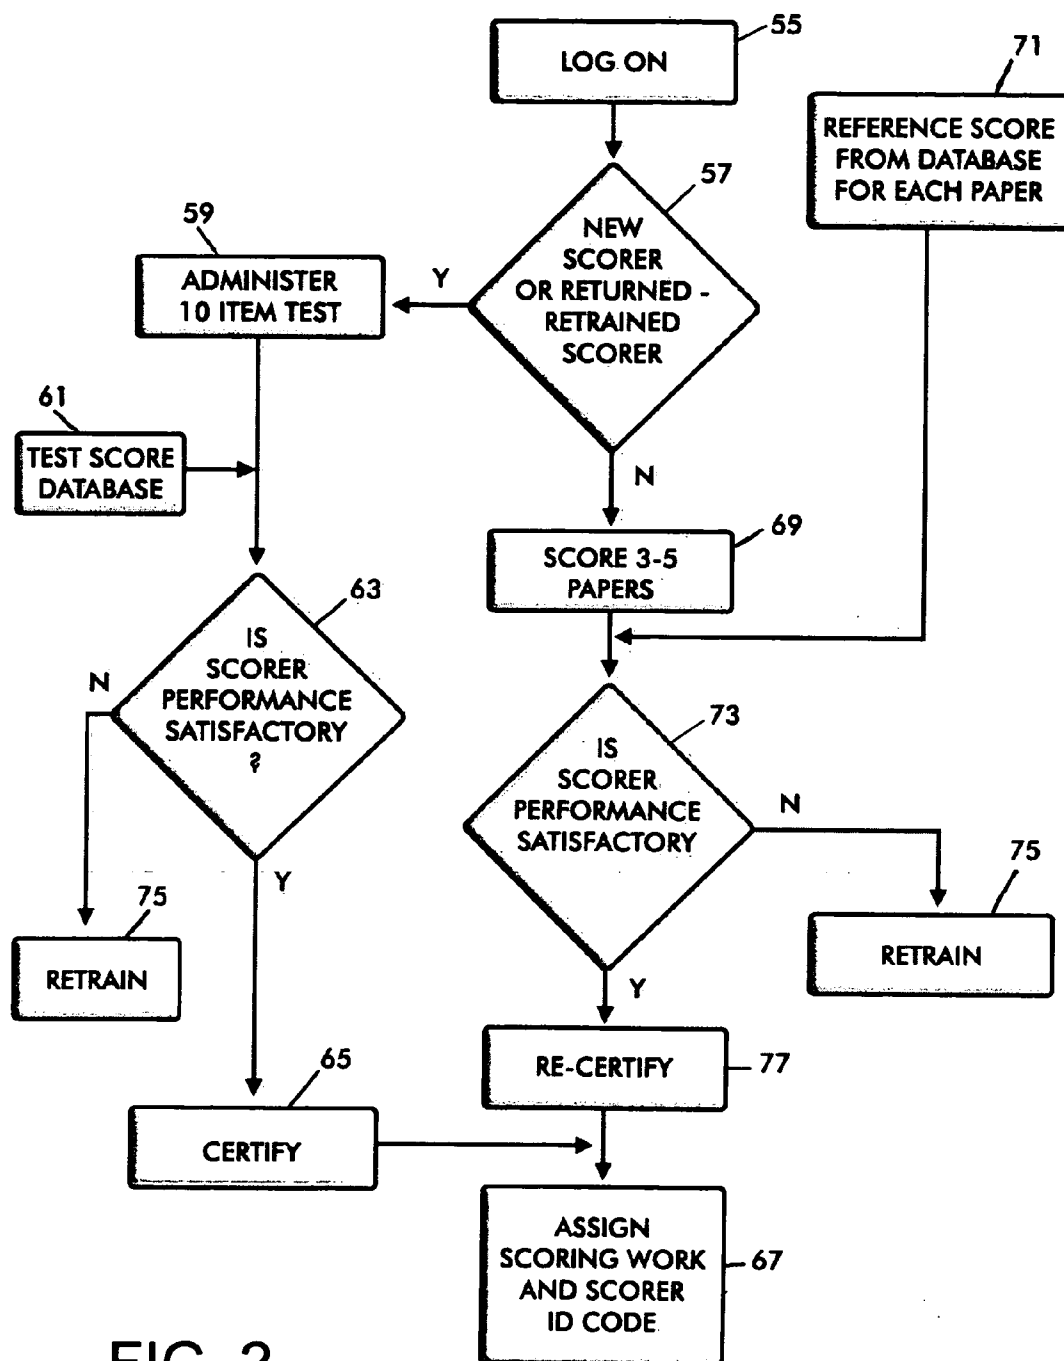 55
LOG ON
71
REFERENCE SCORE
FROM DATABASE
FOR EACH PAPER
57
NEW
SCORER
OR RETURNED -
RETRAINED
SCORER
Y
N
59
ADMINISTER
10 ITEM TEST
61
TEST SCORE
DATABASE
69
SCORE 3-5
PAPERS
63
IS
SCORER
PERFORMANCE
SATISFACTORY
?
N
Y
73
IS
SCORER
PERFORMANCE
SATISFACTORY
N
Y
75
RETRAIN
75
RETRAIN
65
CERTIFY
RE-CERTIFY
77
ASSIGN
SCORING WORK
AND SCORER
ID CODE
67
FIG. 2